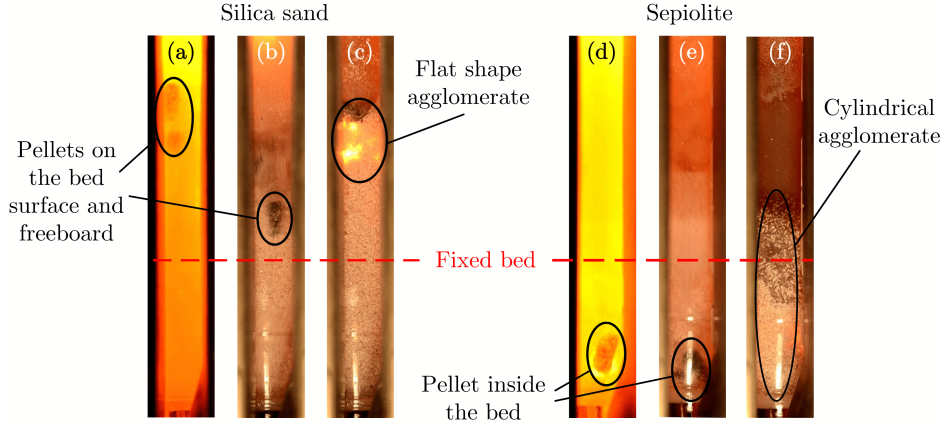 Silica sand
Sepiolite
(a)
(b)
(c)
(d)
(e)
(f)
Flat shape
agglomerate
Cylindrical
agglomerate
Pellets on
the bed
surface and
freeboard
Fixed bed
Pellet inside
the bed